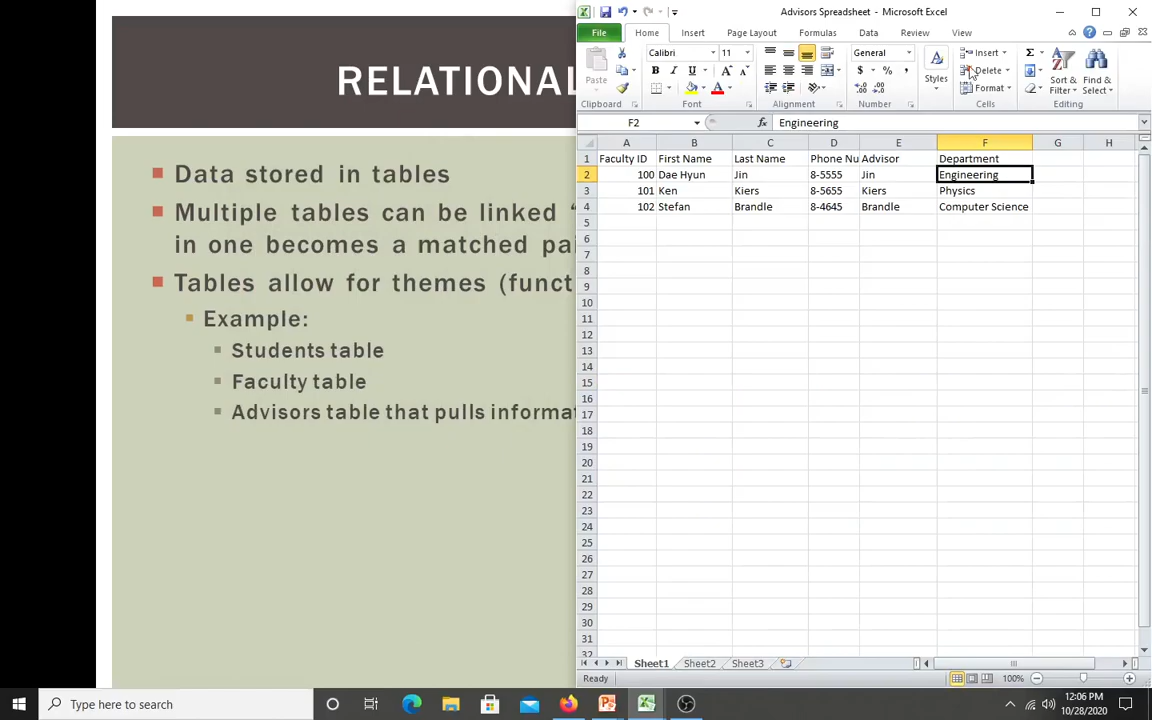 RELATIONAL
Data stored in tables
Multiple tables can be linked
in one becomes a matched pa
Tables allow for themes (funct
Example:
Students table
Faculty table
Advisors table that pulls informat
Advisors Spreadsheet - Microsoft Excel
File Home Insert Page Layout Formulas Data Review View
Paste
Calibri 11
B I U
General
$ % ,
Styles
Insert
Delete
Format
Σ
Sort & Filter
Find & Select
Clipboard Font Alignment Number Cells Editing
F2 fx Engineering
A B C D E F G H
1 Faculty ID First Name Last Name Phone Nu Advisor Department
2 100 Dae Hyun Jin 8-5555 Jin Engineering
3 101 Ken Kiers 8-5655 Kiers Physics
4 102 Stefan Brandle 8-4645 Brandle Computer Science
5
6
7
8
9
10
11
12
13
14
15
16
17
18
19
20
21
22
23
24
25
26
27
28
29
30
31
32
Sheet1 Sheet2 Sheet3
Ready 100%
Type here to search
12:06 PM
10/28/2020